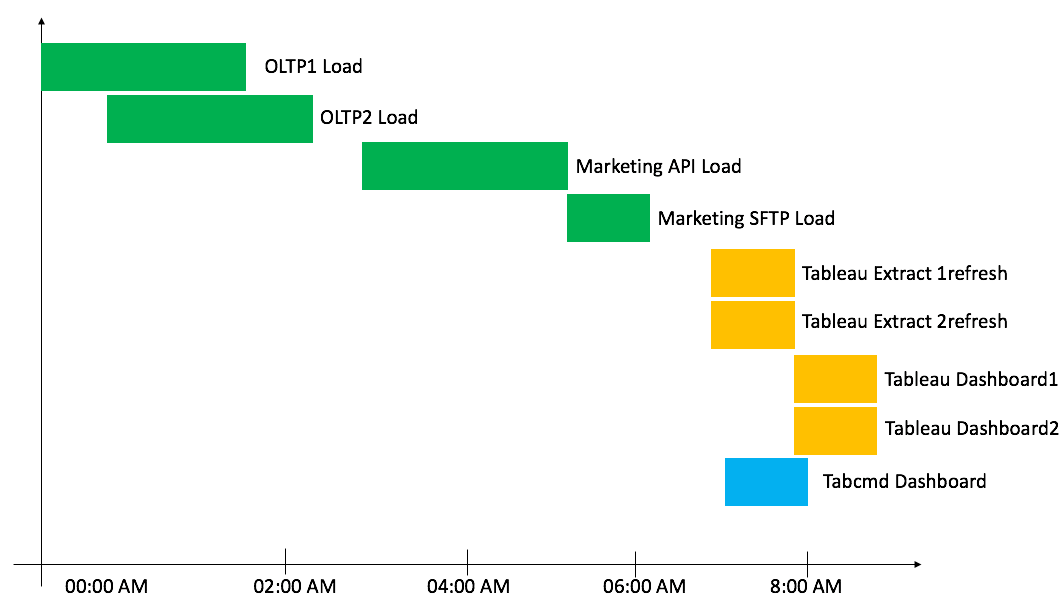 OLTP1 Load
OLTP2 Load
Marketing API Load
Marketing SFTP Load
Tableau Extract 1refresh
Tableau Extract 2refresh
Tableau Dashboard1
Tableau Dashboard2
Tabcmd Dashboard
00:00 AM 02:00 AM 04:00 AM 06:00 AM 8:00 AM